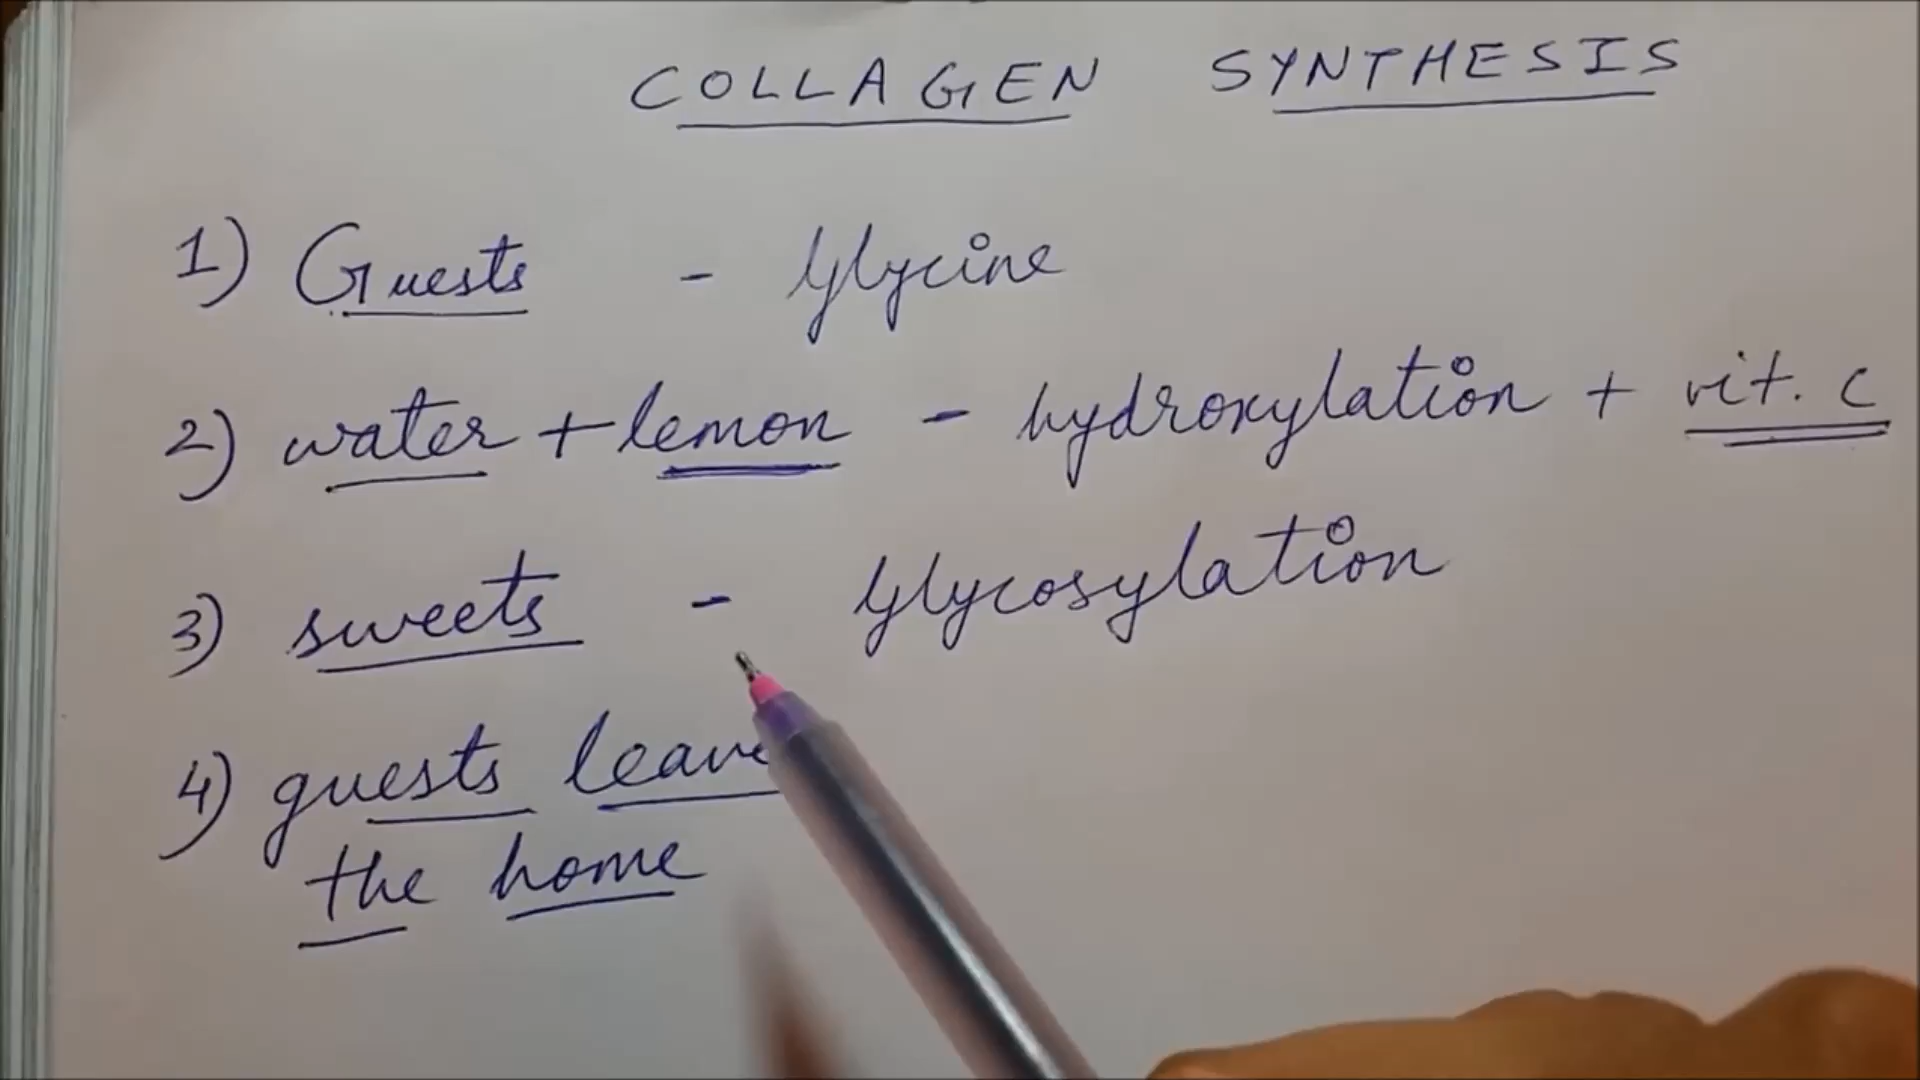 COLLAGEN SYNTHESIS
1) Guests - Glycine
2) water + lemon - hydroxylation + vit. c
3) sweets - Glycosylation
4) guests leave
the home